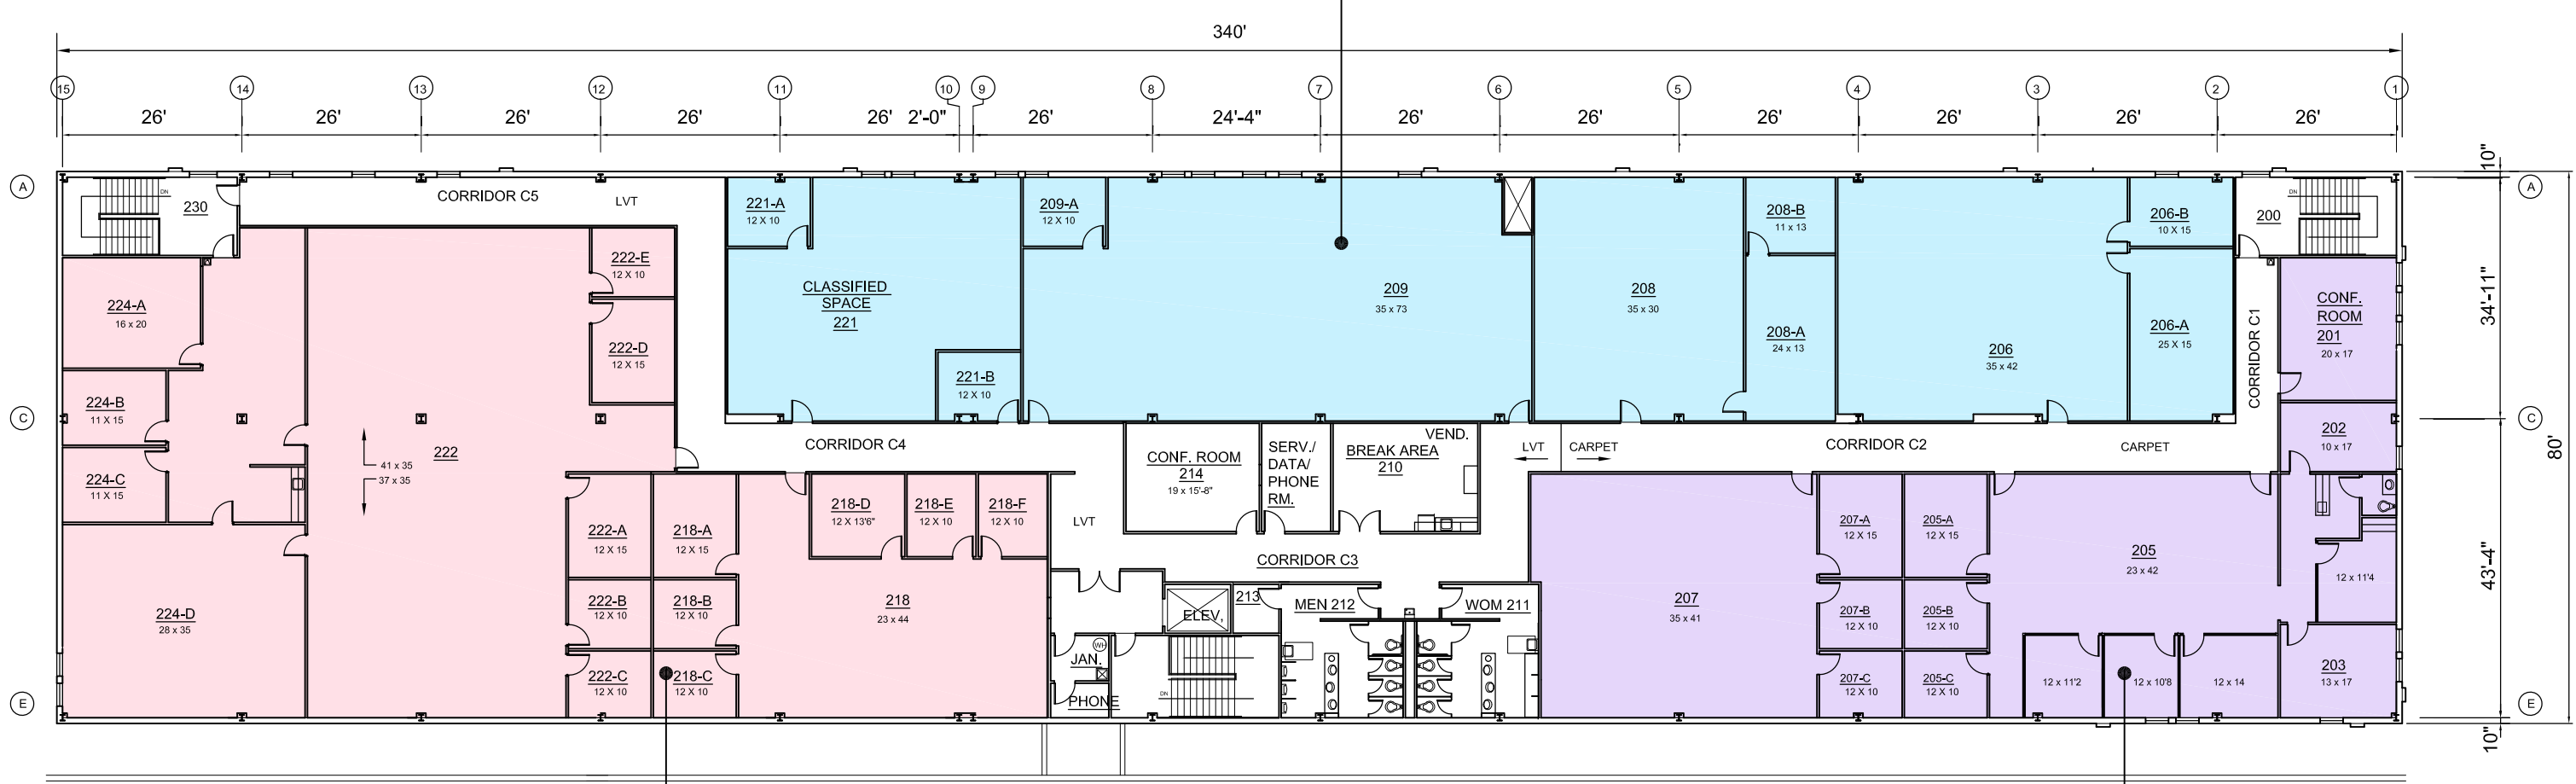 340'
15
14
13
12
11
10
9
8
7
6
5
4
3
2
1
26'
26'
26'
26'
26'
2'-0"
26'
24'-4"
26'
26'
26'
26'
26'
26'
10"
A
A
DN
230
CORRIDOR C5
LVT
221-A
12 X 10
209-A
12 X 10
208-B
11 x 13
206-B
10 X 15
200
DN
222-E
12 X 10
224-A
16 x 20
CLASSIFIED
SPACE
221
209
35 x 73
208
35 x 30
208-A
24 x 13
206
35 x 42
206-A
25 X 15
CORRIDOR C1
CONF.
ROOM
201
20 x 17
34'-11"
222-D
12 X 15
221-B
12 X 10
224-B
11 X 15
C
C
202
10 x 17
CORRIDOR C4
VEND.
BREAK AREA
210
LVT
CARPET
CORRIDOR C2
CARPET
80'
222
41 x 35
37 x 35
CONF. ROOM
214
19 x 15'-8"
SERV./
DATA/
PHONE
RM.
224-C
11 X 15
218-D
12 X 13'6"
218-E
12 X 10
218-F
12 X 10
LVT
222-A
12 X 15
218-A
12 X 15
207-A
12 X 15
205-A
12 X 15
205
23 x 42
CORRIDOR C3
12 x 11'4
43'-4"
222-B
12 X 10
218-B
12 X 10
218
23 x 44
224-D
28 x 35
ELEV,
213
MEN 212
WOM 211
207
35 x 41
207-B
12 X 10
205-B
12 X 10
WH
JAN.
PHONE
DN
222-C
12 X 10
218-C
12 X 10
207-C
12 X 10
205-C
12 X 10
12 x 11'2
12 x 10'8
12 x 14
203
13 x 17
E
E
10"